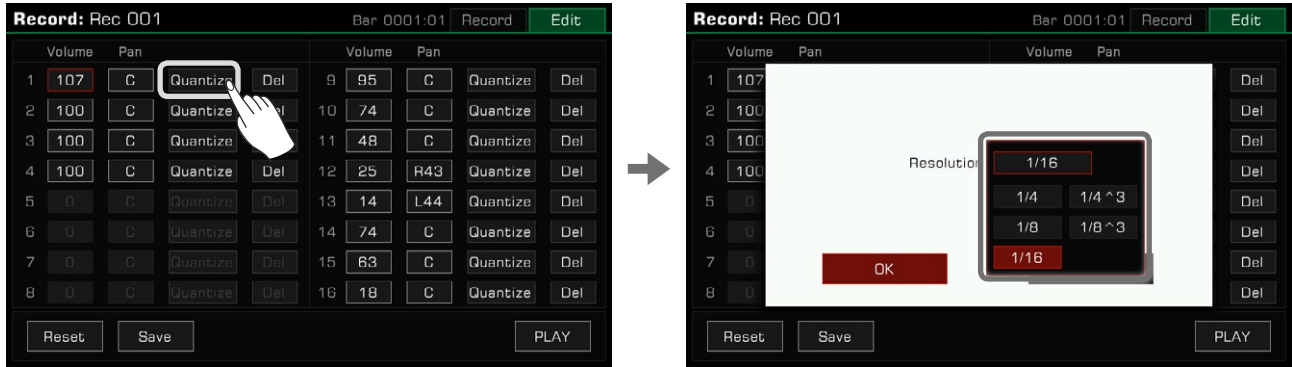 Record: Rec 001 Bar 0001:01 Record Edit
Volume Pan Volume Pan
1 107 C Quantize Del 9 95 C Quantize Del
2 100 C Quantize 10 74 C Quantize Del
3 100 C Quantize 11 48 C Quantize Del
4 100 C Quantize Del 12 25 R43 Quantize Del
5 0 C Quantize Del 13 14 L44 Quantize Del
6 0 C Quantize Del 14 74 C Quantize Del
7 0 C Quantize Del 15 63 C Quantize Del
8 0 C Quantize Del 16 18 C Quantize Del
Reset Save PLAY
Record: Rec 001 Bar 0001:01 Record Edit
Volume Pan Volume Pan
1 107 Del
2 100 Del
3 100 Del
4 100 Del
5 0 Del
6 0 Del
7 0 Del
8 0 Del
Resolution 1/16
1/4 1/4^3
1/8 1/8^3
1/16
OK
Reset Save PLAY